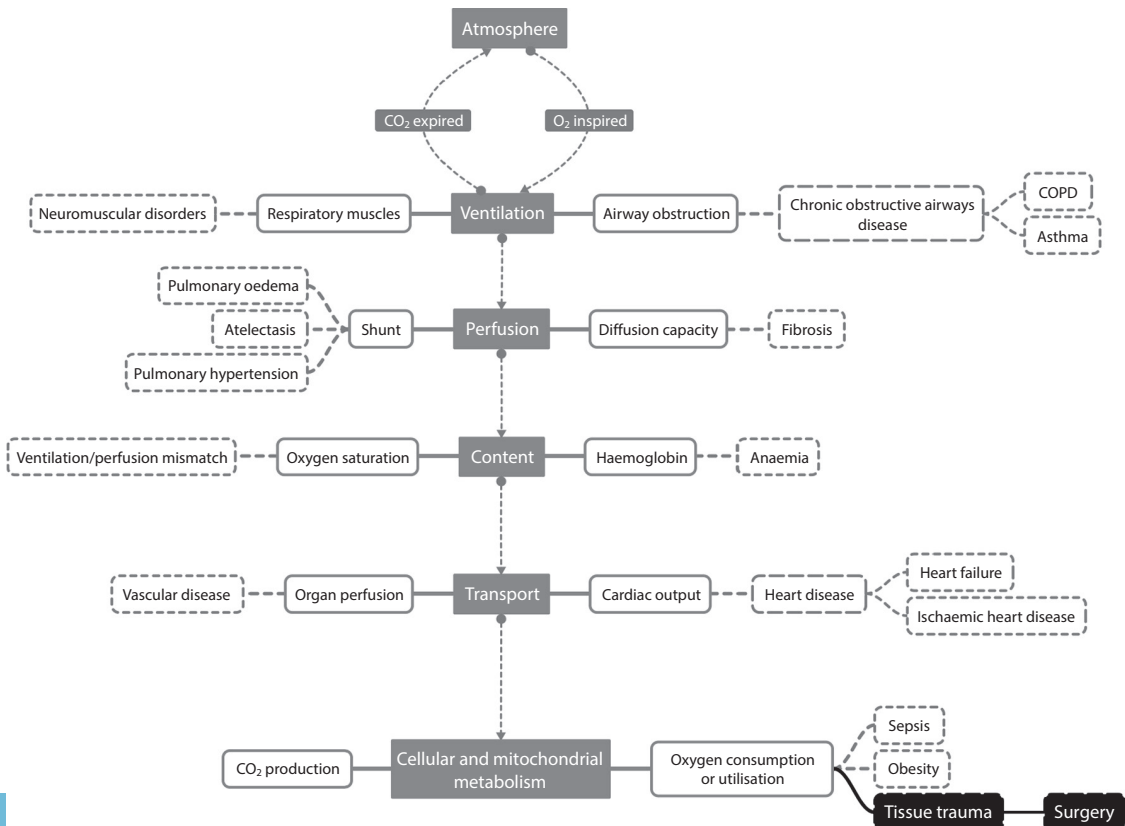 Atmosphere
CO₂ expired
O₂ inspired
Neuromuscular disorders
Respiratory muscles
Ventilation
Airway obstruction
Chronic obstructive airways
disease
COPD
Asthma
Pulmonary oedema
Atelectasis
Pulmonary hypertension
Shunt
Perfusion
Diffusion capacity
Fibrosis
Ventilation/perfusion mismatch
Oxygen saturation
Content
Haemoglobin
Anaemia
Vascular disease
Organ perfusion
Transport
Cardiac output
Heart disease
Heart failure
Ischaemic heart disease
CO₂ production
Cellular and mitochondrial
metabolism
Oxygen consumption
or utilisation
Sepsis
Obesity
Tissue trauma
Surgery